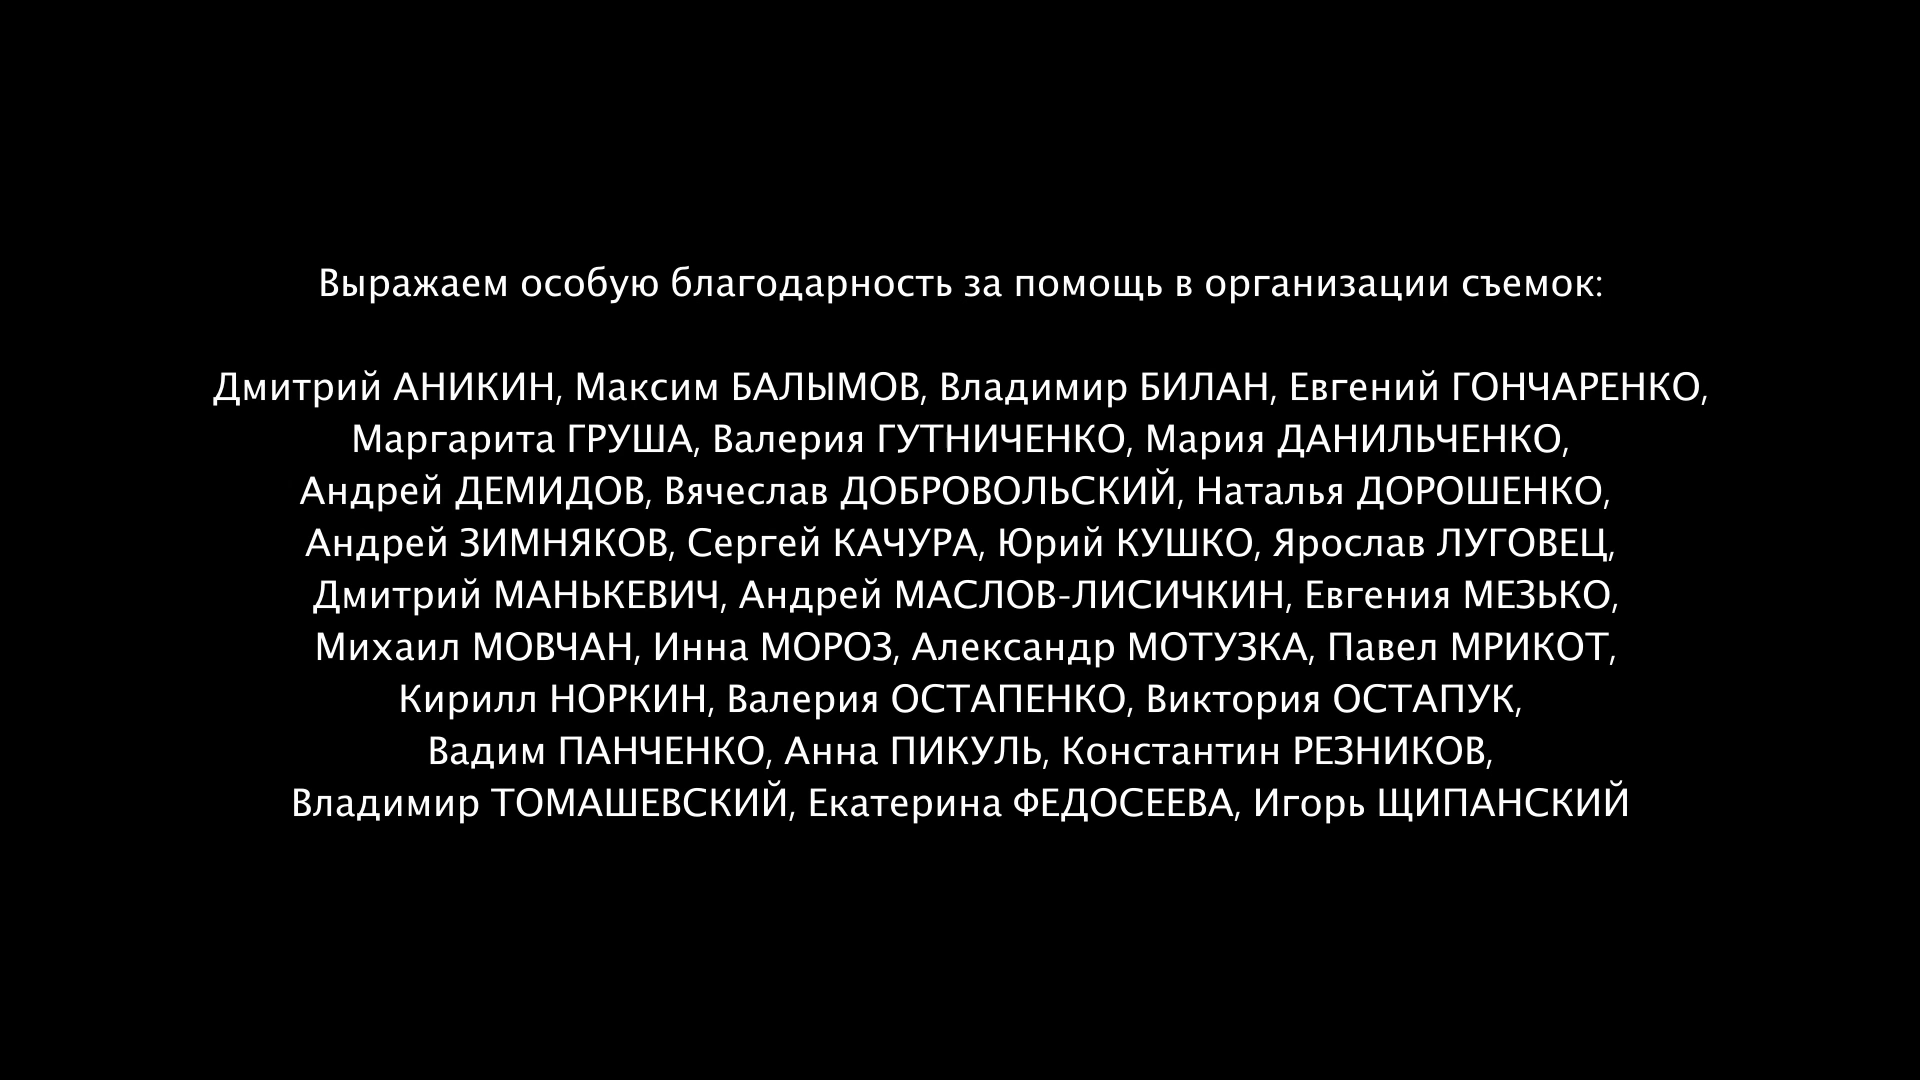 Выражаем особую благодарность за помощь в организации съемок:
Дмитрий АНИКИН, Максим БАЛЫМОВ, Владимир БИЛАН, Евгений ГОНЧАРЕНКО,
Маргарита ГРУША, Валерия ГУТНИЧЕНКО, Мария ДАНИЛЬЧЕНКО,
Андрей ДЕМИДОВ, Вячеслав ДОБРОВОЛЬСКИЙ, Наталья ДОРОШЕНКО,
Андрей ЗИМНЯКОВ, Сергей КАЧУРА, Юрий КУШКО, Ярослав ЛУГОВЕЦ,
Дмитрий МАНЬКЕВИЧ, Андрей МАСЛОВ-ЛИСИЧКИН, Евгения МЕЗЬКО,
Михаил МОВЧАН, Инна МОРОЗ, Александр МОТУЗКА, Павел МРИКОТ,
Кирилл НОРКИН, Валерия ОСТАПЕНКО, Виктория ОСТАПУК,
Вадим ПАНЧЕНКО, Анна ПИКУЛЬ, Константин РЕЗНИКОВ,
Владимир ТОМАШЕВСКИЙ, Екатерина ФЕДОСЕЕВА, Игорь ЩИПАНСКИЙ